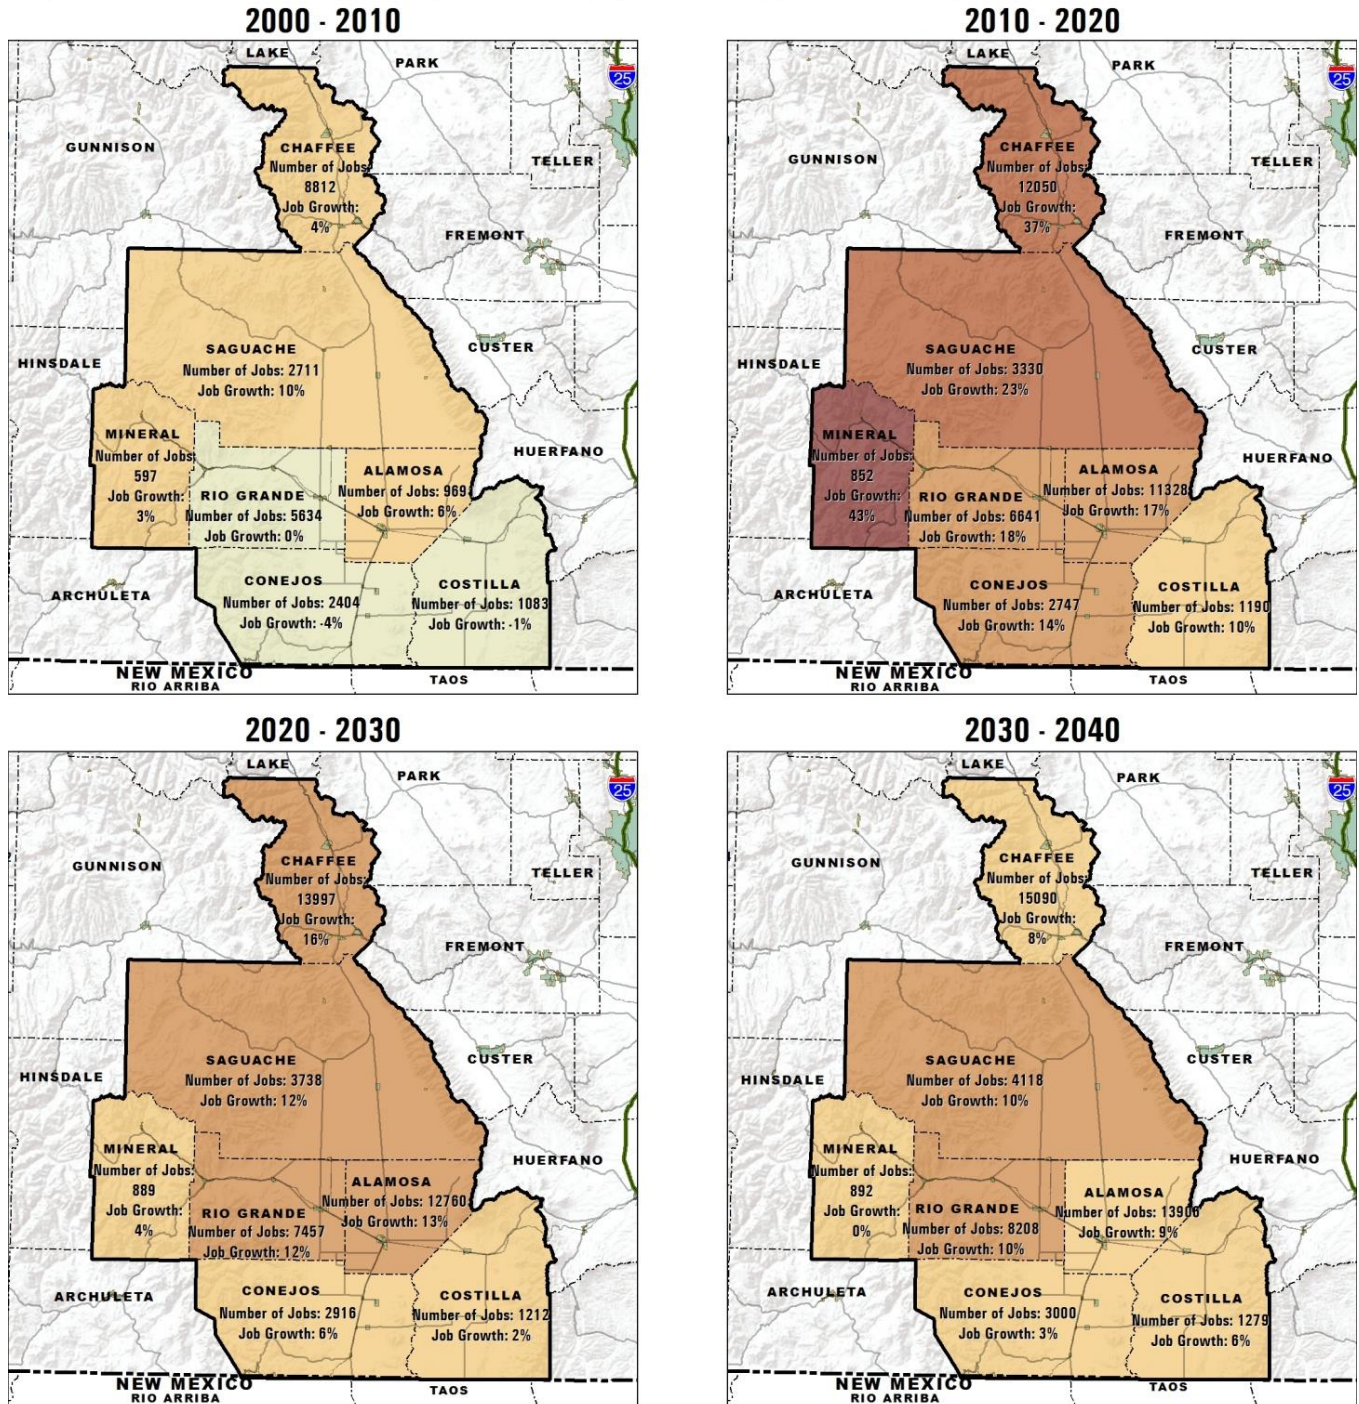 2000 - 2010
LAKE
PARK
25
GUNNISON
CHAFFEE
Number of Jobs:
8812
Job Growth:
4%
TELLER
FREMONT
HINSDALE
SAGUACHE
Number of Jobs: 2711
Job Growth: 10%
CUSTER
MINERAL
Number of Jobs:
597
Job Growth:
3%
RIO GRANDE
Number of Jobs: 5634
Job Growth: 0%
ALAMOSA
Number of Jobs: 969
Job Growth: 6%
HUERFANO
ARCHULETA
CONEJOS
Number of Jobs: 2404
Job Growth: -4%
COSTILLA
Number of Jobs: 1083
Job Growth: -1%
NEW MEXICO
RIO ARRIBA
TAOS
2010 - 2020
LAKE
PARK
25
GUNNISON
CHAFFEE
Number of Jobs:
12050
Job Growth:
37%
TELLER
FREMONT
HINSDALE
SAGUACHE
Number of Jobs: 3330
Job Growth: 23%
CUSTER
MINERAL
Number of Jobs:
852
Job Growth:
43%
RIO GRANDE
Number of Jobs: 6641
Job Growth: 18%
ALAMOSA
Number of Jobs: 11328
Job Growth: 17%
HUERFANO
ARCHULETA
CONEJOS
Number of Jobs: 2747
Job Growth: 14%
COSTILLA
Number of Jobs: 1190
Job Growth: 10%
NEW MEXICO
RIO ARRIBA
TAOS
2020 - 2030
LAKE
PARK
25
GUNNISON
CHAFFEE
Number of Jobs:
13997
Job Growth:
16%
TELLER
FREMONT
HINSDALE
SAGUACHE
Number of Jobs: 3738
Job Growth: 12%
CUSTER
MINERAL
Number of Jobs:
889
Job Growth:
4%
RIO GRANDE
Number of Jobs: 7457
Job Growth: 12%
ALAMOSA
Number of Jobs: 12760
Job Growth: 13%
HUERFANO
ARCHULETA
CONEJOS
Number of Jobs: 2916
Job Growth: 6%
COSTILLA
Number of Jobs: 1212
Job Growth: 2%
NEW MEXICO
RIO ARRIBA
TAOS
2030 - 2040
LAKE
PARK
25
GUNNISON
CHAFFEE
Number of Jobs:
15090
Job Growth:
8%
TELLER
FREMONT
HINSDALE
SAGUACHE
Number of Jobs: 4118
Job Growth: 10%
CUSTER
MINERAL
Number of Jobs:
892
Job Growth:
0%
RIO GRANDE
Number of Jobs: 8208
Job Growth: 10%
ALAMOSA
Number of Jobs: 13906
Job Growth: 9%
HUERFANO
ARCHULETA
CONEJOS
Number of Jobs: 3000
Job Growth: 3%
COSTILLA
Number of Jobs: 1279
Job Growth: 6%
NEW MEXICO
RIO ARRIBA
TAOS